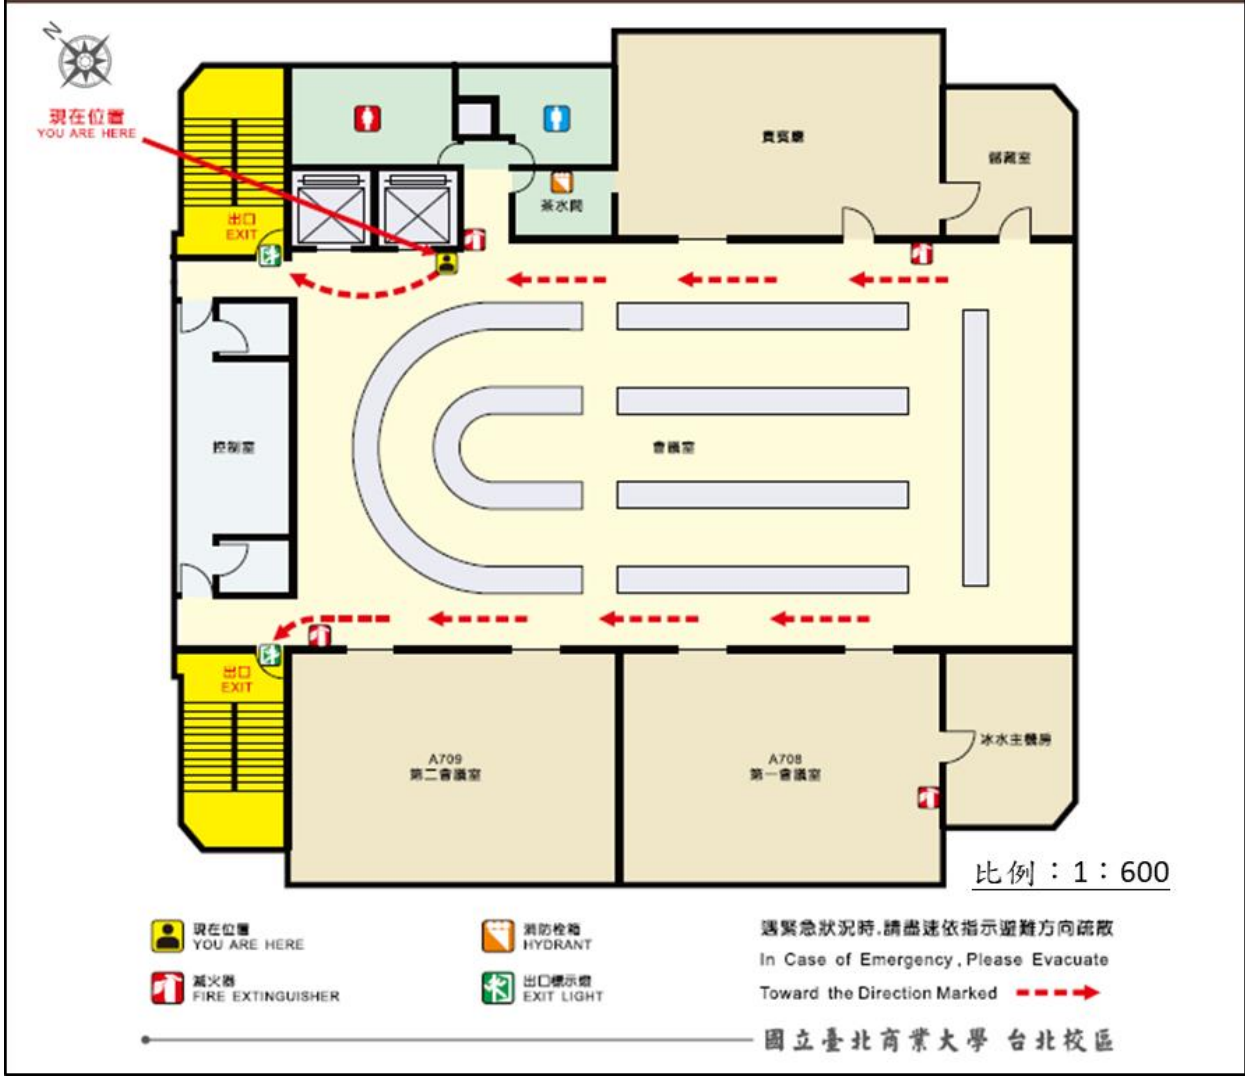 N
現在位置
YOU ARE HERE
出口
EXIT
茶水間
貴賓廳
儲藏室
控制室
會議室
出口
EXIT
A709
第二會議室
A708
第一會議室
冰水主機房
比例：1：600
現在位置
YOU ARE HERE
滅火器
FIRE EXTINGUISHER
消防栓箱
HYDRANT
出口標示燈
EXIT LIGHT
遇緊急狀況時,請盡速依指示避難方向疏散
In Case of Emergency, Please Evacuate
Toward the Direction Marked
國立臺北商業大學 台北校區